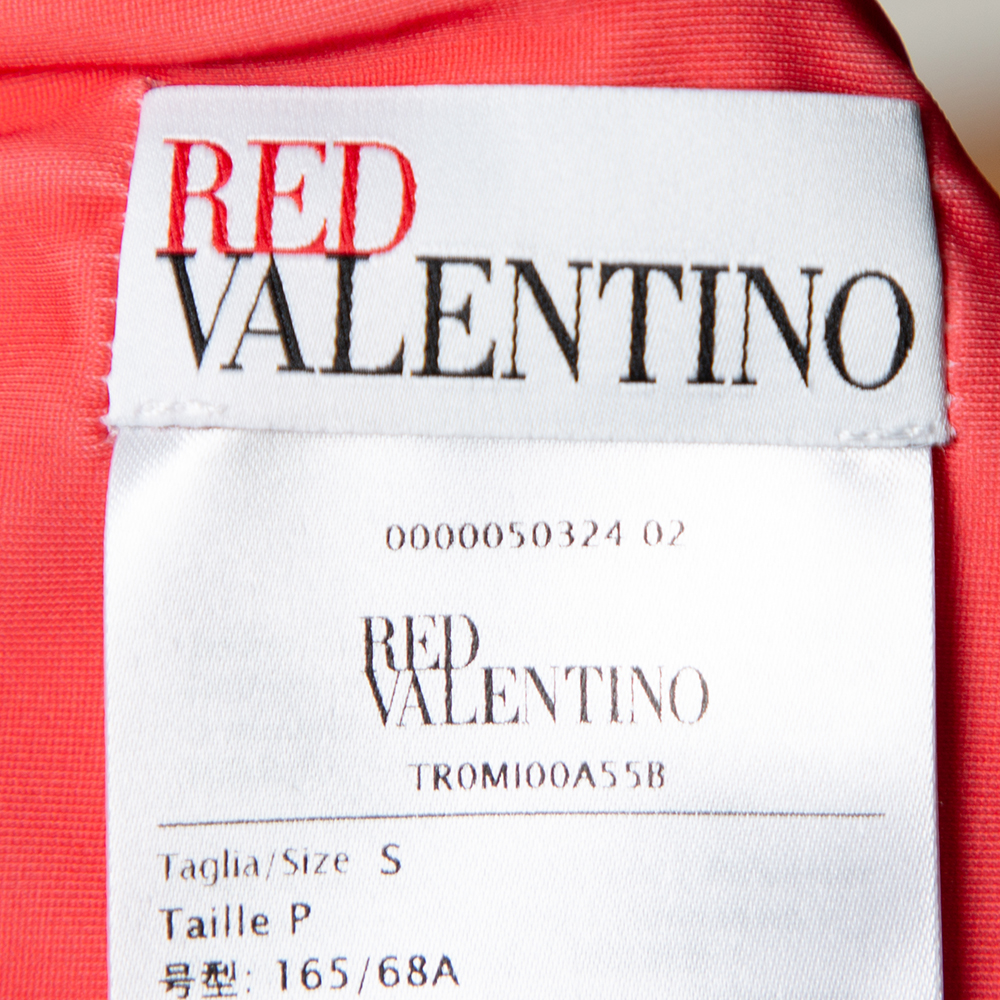 RED
VALENTINO
0000050324 02
RED
VALENTINO
TR0MI00A55B
Taglia/Size S
Taille P
号型: 165/68A